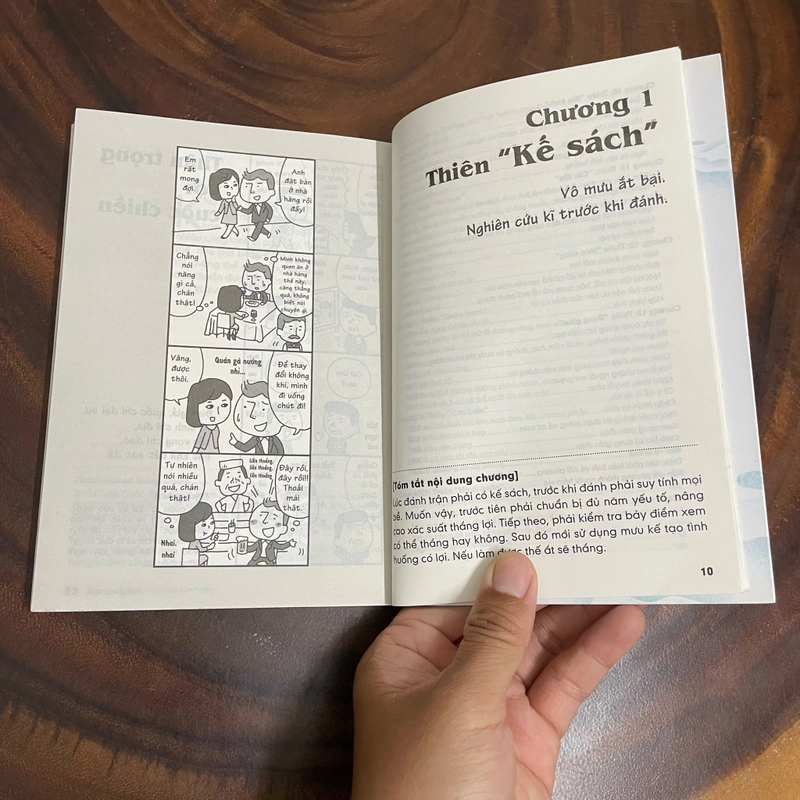 Em
rất
mong
đợi.
Anh
đặt bàn
ở nhà
hàng rồi
đấy!
Chẳng
nói
năng
gì cả,
chán
thật!
Mình không
quen ăn ở
nhà hàng
thế này,
căng thẳng
quá, không
biết nói
chuyện gì.
Vâng,
được
thôi.
Quán gà nướng
nhỉ...
Để thay
đổi không
khí, mình
đi uống
chút đi!
Tự nhiên
nói nhiều
quá, chán
thật!
Liến thoắng,
liến thoắng,
liến thoắng.
Đây rồi,
đây rồi!!
Thoải
mái
thật.
Nhai,
nhai
Chương 1
Thiên "Kế sách"
Vô mưu ắt bại.
Nghiên cứu kĩ trước khi đánh.
[Tóm tắt nội dung chương]
Lúc đánh trận phải có kế sách, trước khi đánh phải suy tính mọi
bề. Muốn vậy, trước tiên phải chuẩn bị đủ năm yếu tố, nâng
cao xác suất thắng lợi. Tiếp theo, phải kiểm tra bảy điểm xem
có thể thắng hay không. Sau đó mới sử dụng mưu kế tạo tình
huống có lợi. Nếu làm được thế ắt sẽ thắng.
10